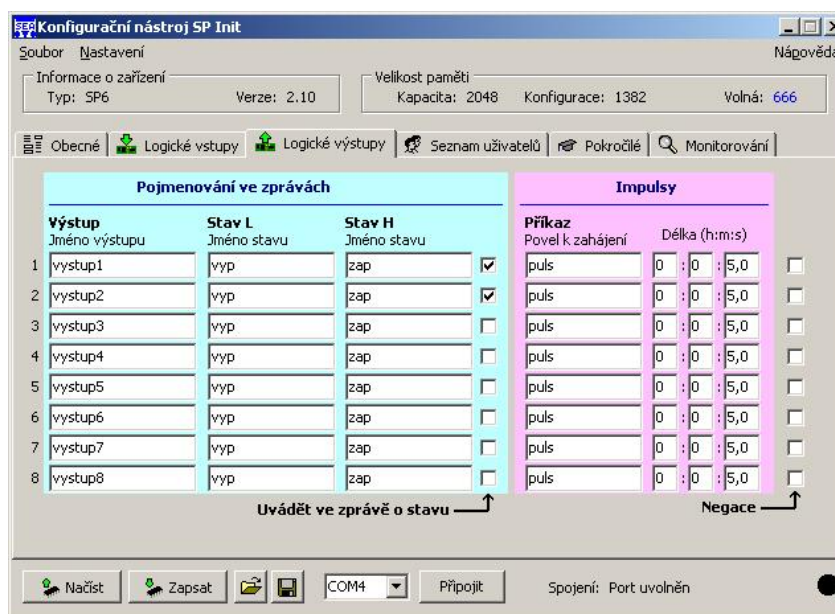 SEA Konfigurační nástroj SP Init
Soubor Nastavení Nápověda
Informace o zařízení Velikost paměti
Typ: SP6 Verze: 2.10 Kapacita: 2048 Konfigurace: 1382 Volná: 666
Obecné Logické vstupy Logické výstupy Seznam uživatelů Pokročilé Monitorování
Pojmenování ve zprávách Impulsy
Výstup Stav L Stav H Příkaz
Jméno výstupu Jméno stavu Jméno stavu Povel k zahájení Délka (h:m:s)
1 vystup1 vyp zap puls 0 :0 :5,0
2 vystup2 vyp zap puls 0 :0 :5,0
3 vystup3 vyp zap puls 0 :0 :5,0
4 vystup4 vyp zap puls 0 :0 :5,0
5 vystup5 vyp zap puls 0 :0 :5,0
6 vystup6 vyp zap puls 0 :0 :5,0
7 vystup7 vyp zap puls 0 :0 :5,0
8 vystup8 vyp zap puls 0 :0 :5,0
Uvádět ve zprávě o stavu Negace
Načíst Zapsat COM4 Připojit Spojení: Port uvolněn